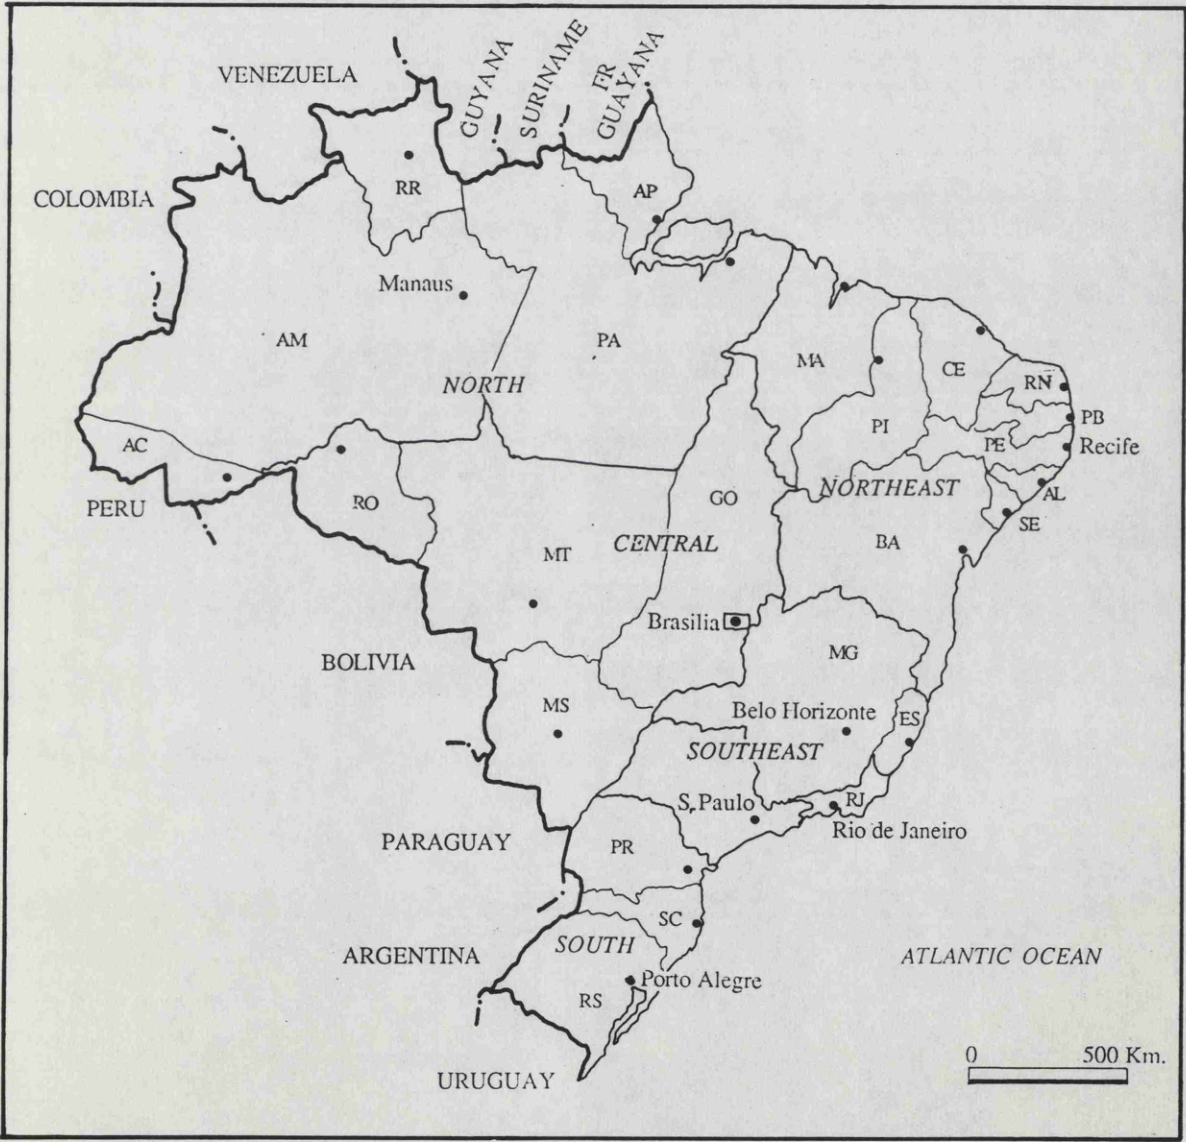 VENEZUELA
GUYANA
SURINAME
FR
GUAYANA
COLOMBIA
RR
AP
Manaus
AM
PA
MA
CE
RN
NORTH
PB
AC
PI
PE
Recife
PERU
RO
GO
NORTHEAST
AL
SE
MT
CENTRAL
BA
Brasilia
BOLIVIA
MG
MS
Belo Horizonte
ES
SOUTHEAST
S. Paulo
RJ
Rio de Janeiro
PARAGUAY
PR
SC
SOUTH
ARGENTINA
ATLANTIC OCEAN
Porto Alegre
RS
0 500 Km.
URUGUAY